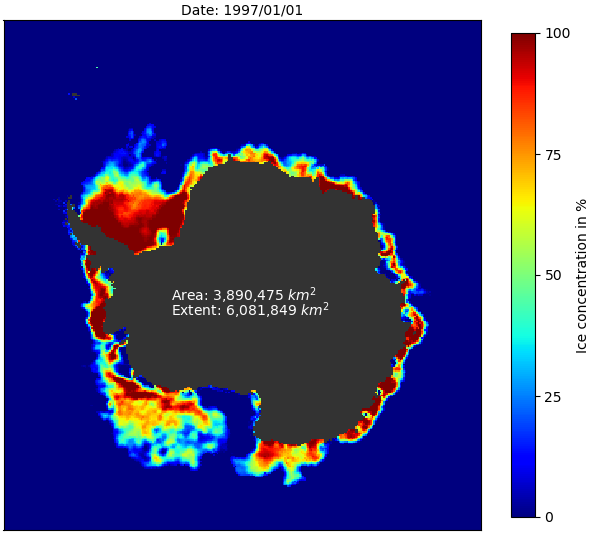 Date: 1997/01/01
100
75
50
25
0
Ice concentration in %
Area: 3,890,475 km²
Extent: 6,081,849 km²